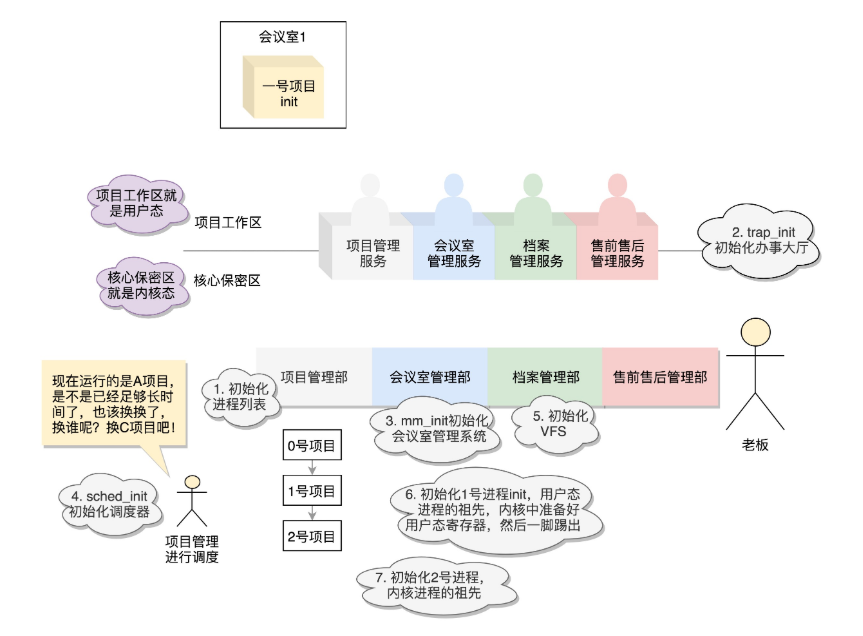 会议室1
一号项目
init
项目工作区就
是用户态
项目工作区
核心保密区
就是内核态
核心保密区
项目管理
服务
会议室
管理服务
档案
管理服务
售前售后
管理服务
2. trap_init
初始化办事大厅
现在运行的是A项目，
是不是已经足够长时
间了，也该换换了，
换谁呢？换C项目吧！
1. 初始化
进程列表
项目管理部
会议室管理部
档案管理部
售前售后管理部
老板
3. mm_init初始化
会议室管理系统
5. 初始化
VFS
0号项目
1号项目
2号项目
4. sched_init
初始化调度器
项目管理
进行调度
6. 初始化1号进程init，用户态
进程的祖先，内核中准备好
用户态寄存器，然后一脚踢出
7. 初始化2号进程，
内核进程的祖先